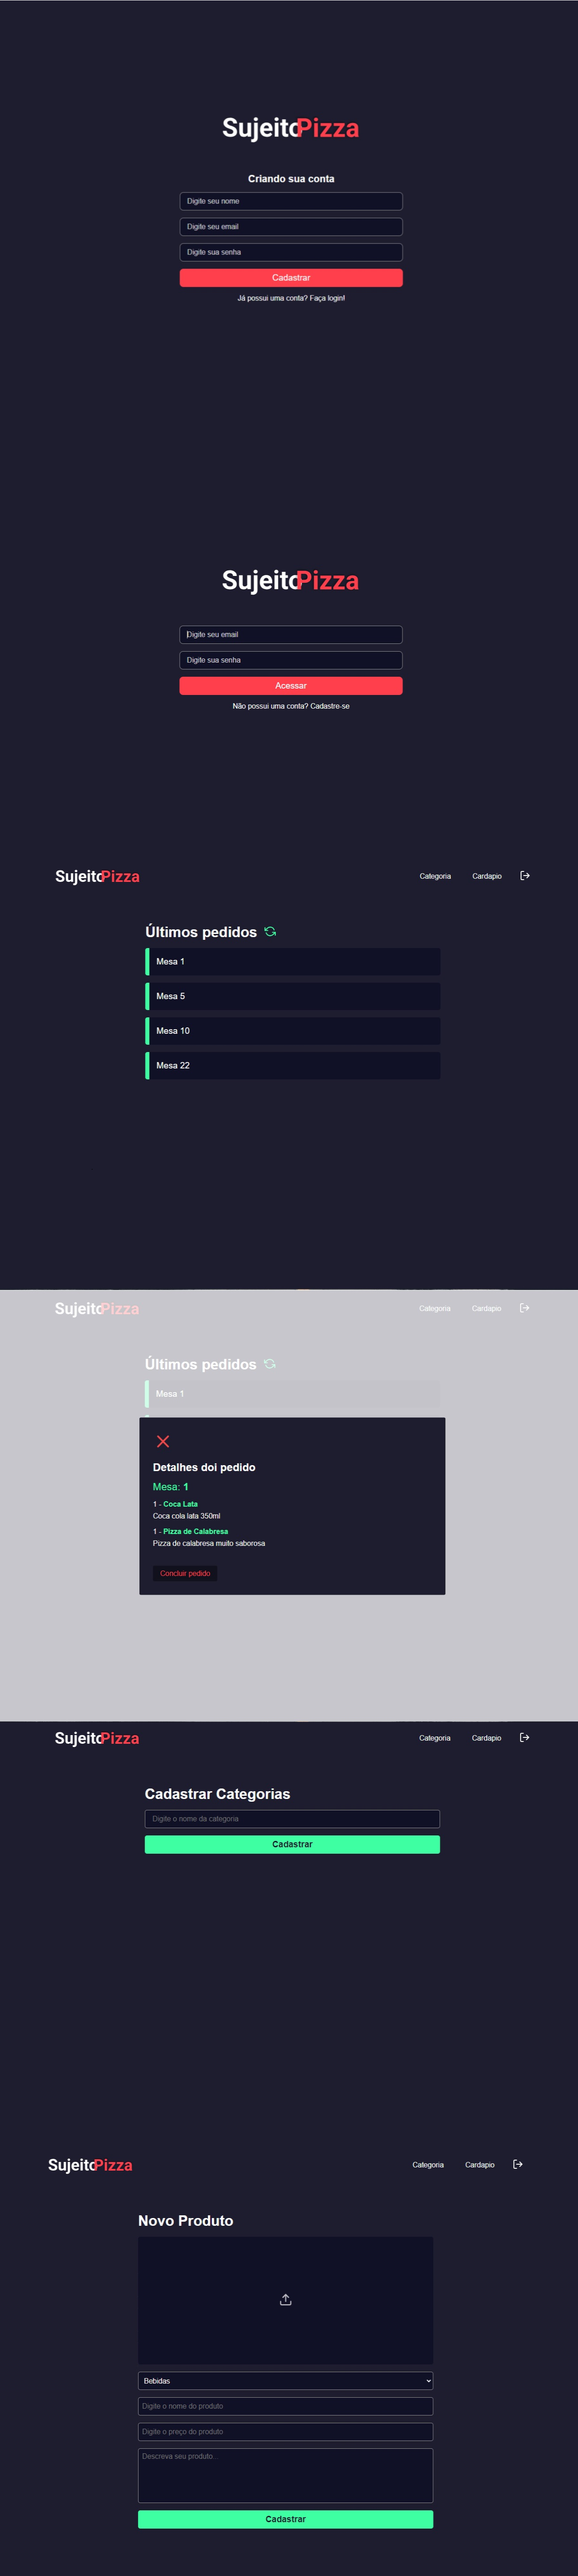 SujeitoPizza
Criando sua conta
Digite seu nome
Digite seu email
Digite sua senha
Cadastrar
Já possui uma conta? Faça login!
SujeitoPizza
Digite seu email
Digite sua senha
Acessar
Não possui uma conta? Cadastre-se
SujeitoPizza Categoria Cardapio
Últimos pedidos
Mesa 1
Mesa 5
Mesa 10
Mesa 22
SujeitoPizza Categoria Cardapio
Últimos pedidos
Mesa 1
Detalhes doi pedido
Mesa: 1
1 - Coca Lata
Coca cola lata 350ml
1 - Pizza de Calabresa
Pizza de calabresa muito saborosa
Concluir pedido
SujeitoPizza Categoria Cardapio
Cadastrar Categorias
Digite o nome da categoria
Cadastrar
SujeitoPizza Categoria Cardapio
Novo Produto
Bebidas
Digite o nome do produto
Digite o preço do produto
Descreva seu produto...
Cadastrar